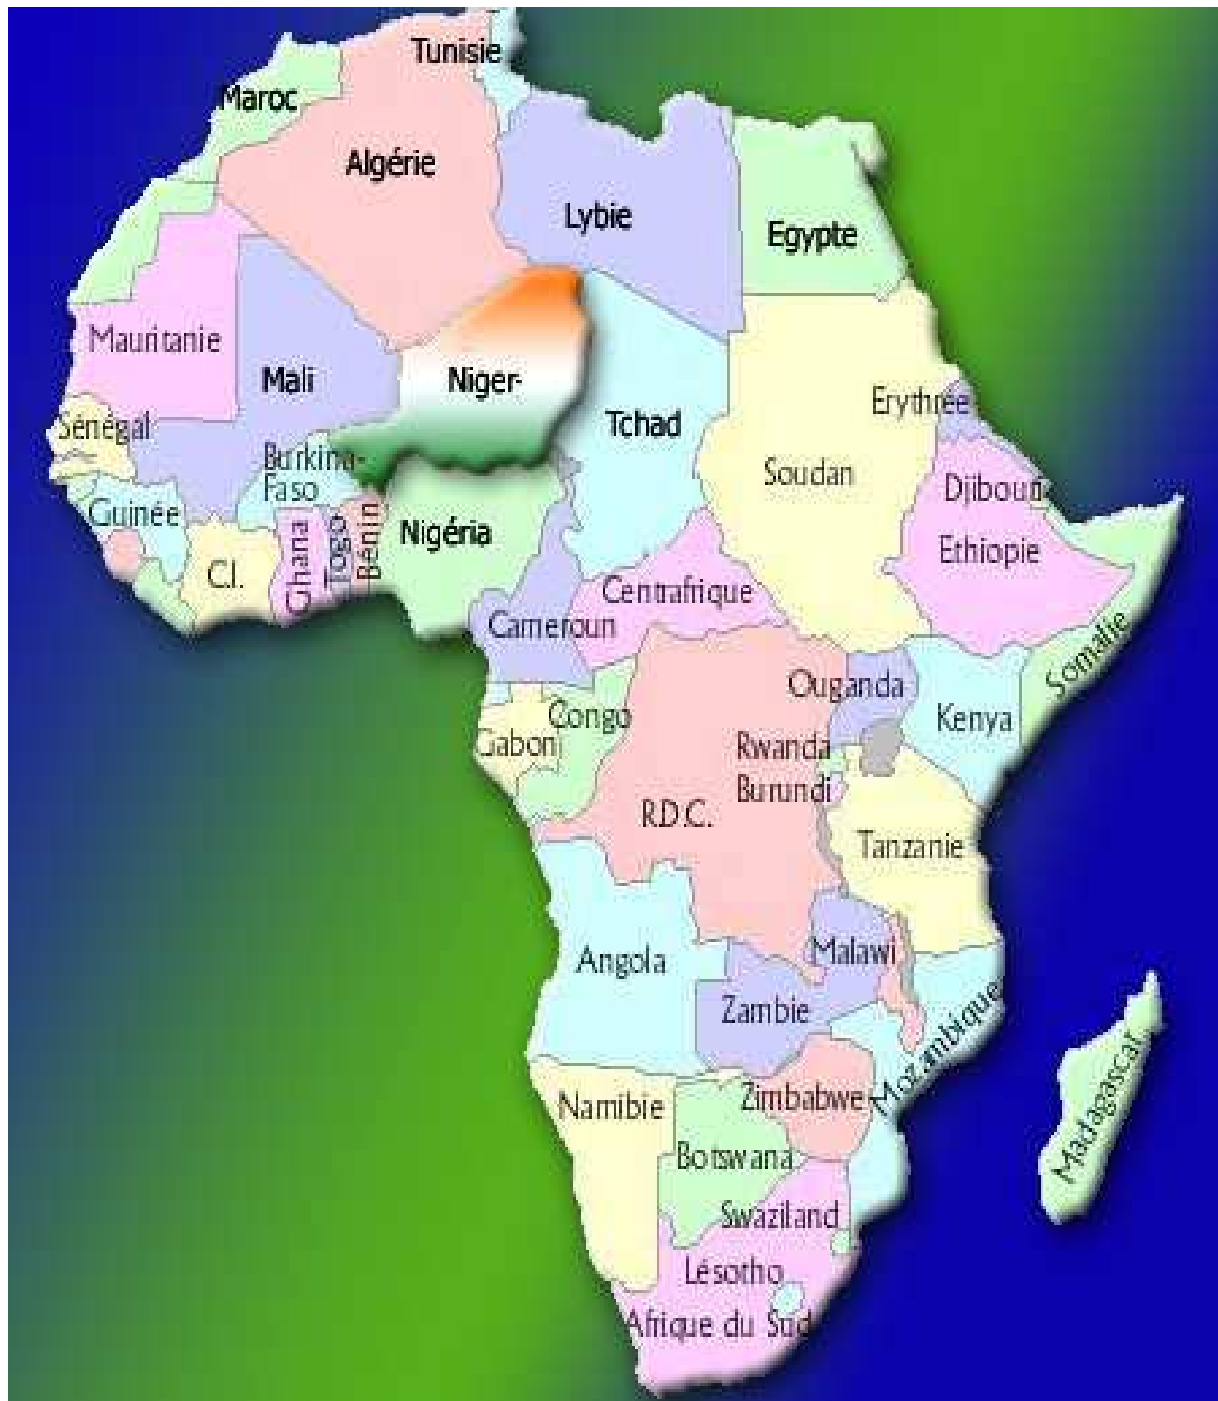 Tunisie
Maroc
Algérie
Lybie
Egypte
Mauritanie
Mali
Niger-
Tchad
Erythrée
Sénégal
Burkina-
Faso
Soudan
Djibouti
Guinée
Nigéria
Ethiopie
C.I.
Ghana
Togo
Bénin
Centrafrique
Cameroun
Somalie
Ouganda
Kenya
Congo
Gabon
Rwanda
Burundi
R.D.C.
Tanzanie
Angola
Malawi
Zambie
Mozambique
Madagascar
Namibie
Zimbabwe
Botswana
Swaziland
Lésotho
Afrique du Sud